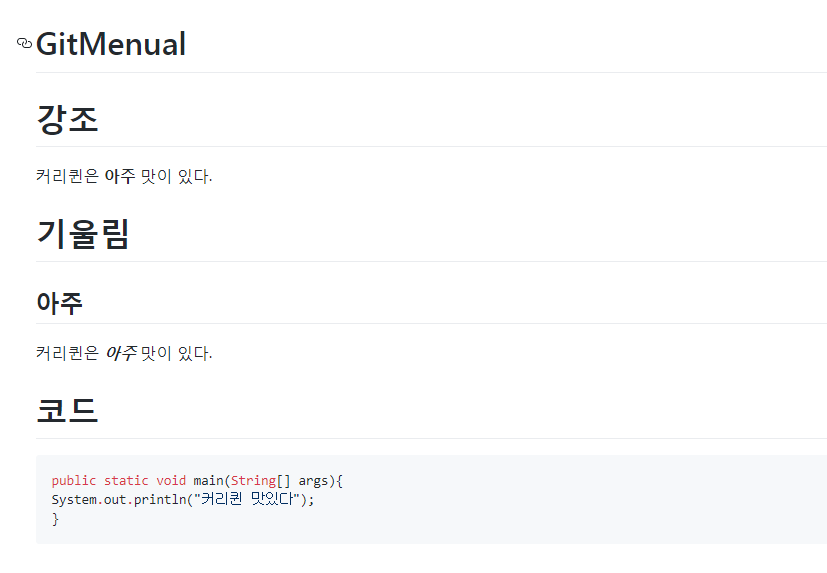 GitMenual
강조
커리퀸은 아주 맛이 있다.
기울림
아주
커리퀸은 아주 맛이 있다.
코드
public static void main(String[] args){
System.out.println("커리퀸 맛있다");
}